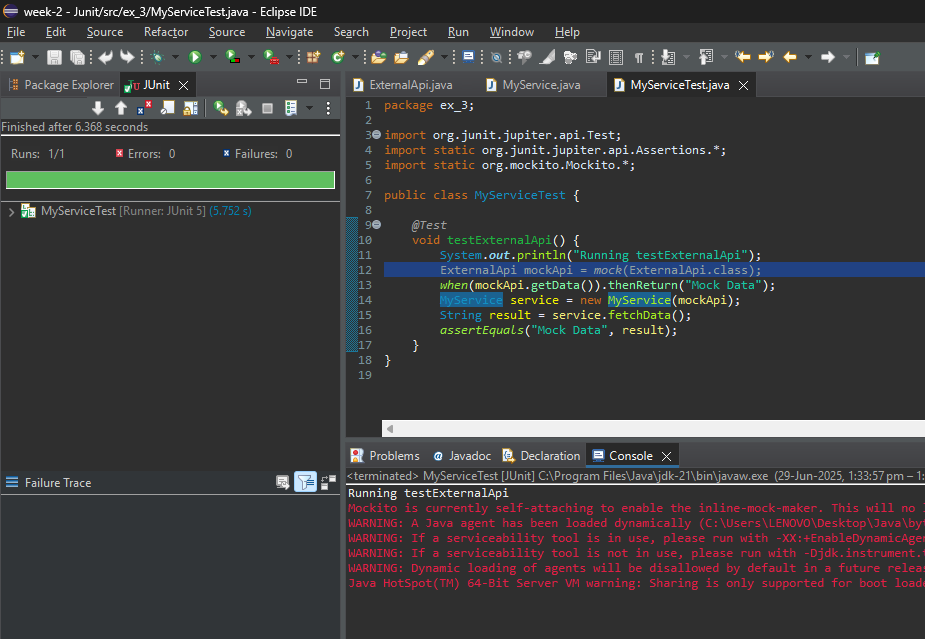 week-2 - Junit/src/ex_3/MyServiceTest.java - Eclipse IDE
File Edit Source Refactor Source Navigate Search Project Run Window Help
Package Explorer JUnit
Finished after 6.368 seconds
Runs: 1/1 Errors: 0 Failures: 0
MyServiceTest [Runner: JUnit 5] (5.752 s)
Failure Trace
ExternalApi.java MyService.java MyServiceTest.java
1 package ex_3;
2
3 import org.junit.jupiter.api.Test;
4 import static org.junit.jupiter.api.Assertions.*;
5 import static org.mockito.Mockito.*;
6
7 public class MyServiceTest {
8
9 @Test
10 void testExternalApi() {
11 System.out.println("Running testExternalApi");
12 ExternalApi mockApi = mock(ExternalApi.class);
13 when(mockApi.getData()).thenReturn("Mock Data");
14 MyService service = new MyService(mockApi);
15 String result = service.fetchData();
16 assertEquals("Mock Data", result);
17 }
18 }
19
Problems Javadoc Declaration Console
<terminated> MyServiceTest [JUnit] C:\Program Files\Java\jdk-21\bin\javaw.exe (29-Jun-2025, 1:33:57 pm – 1:
Running testExternalApi
Mockito is currently self-attaching to enable the inline-mock-maker. This will no
WARNING: A Java agent has been loaded dynamically (C:\Users\LENOVO\Desktop\Java\by
WARNING: If a serviceability tool is in use, please run with -XX:+EnableDynamicAge
WARNING: If a serviceability tool is not in use, please run with -Djdk.instrument.
WARNING: Dynamic loading of agents will be disallowed by default in a future relea
Java HotSpot(TM) 64-Bit Server VM warning: Sharing is only supported for boot load